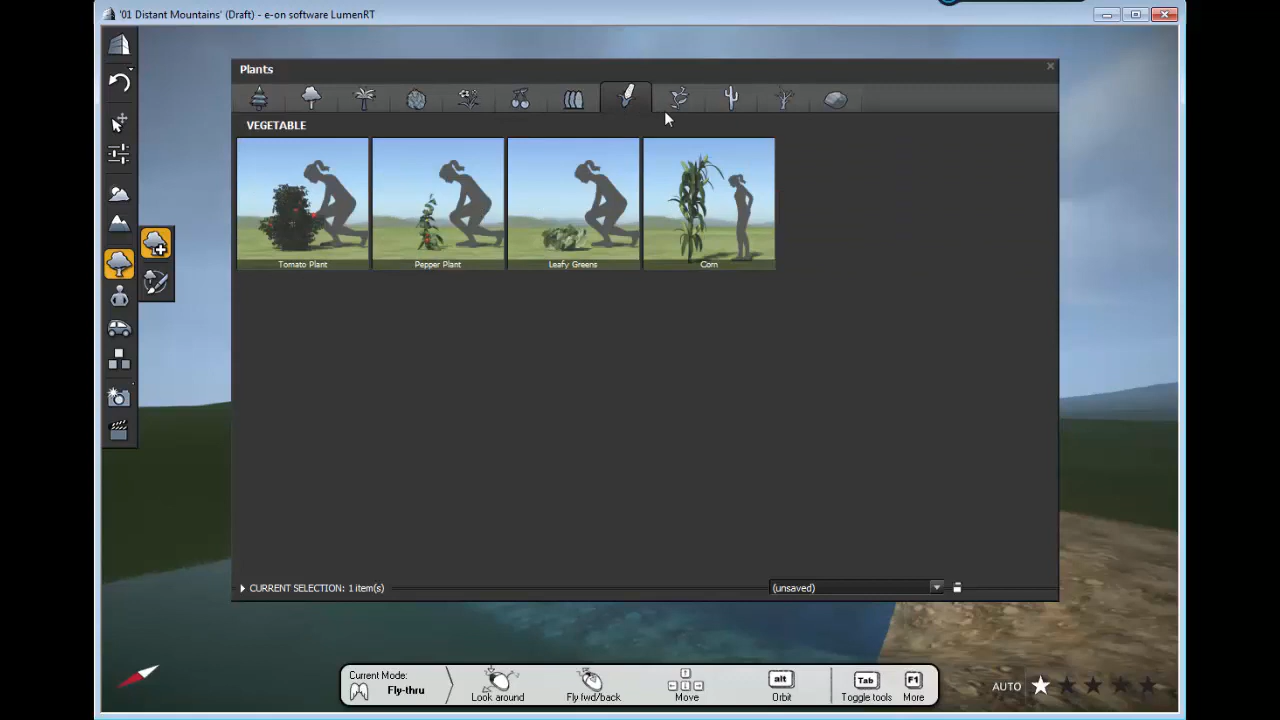 '01 Distant Mountains' (Draft) - e-on software LumenRT
Plants
VEGETABLE
Tomato Plant
Pepper Plant
Leafy Greens
Corn
CURRENT SELECTION: 1 item(s)
(unsaved)
Current Mode:
Fly-thru
Look around
Fly fwd/back
Move
alt
Orbit
Tab
Toggle tools
F1
More
AUTO